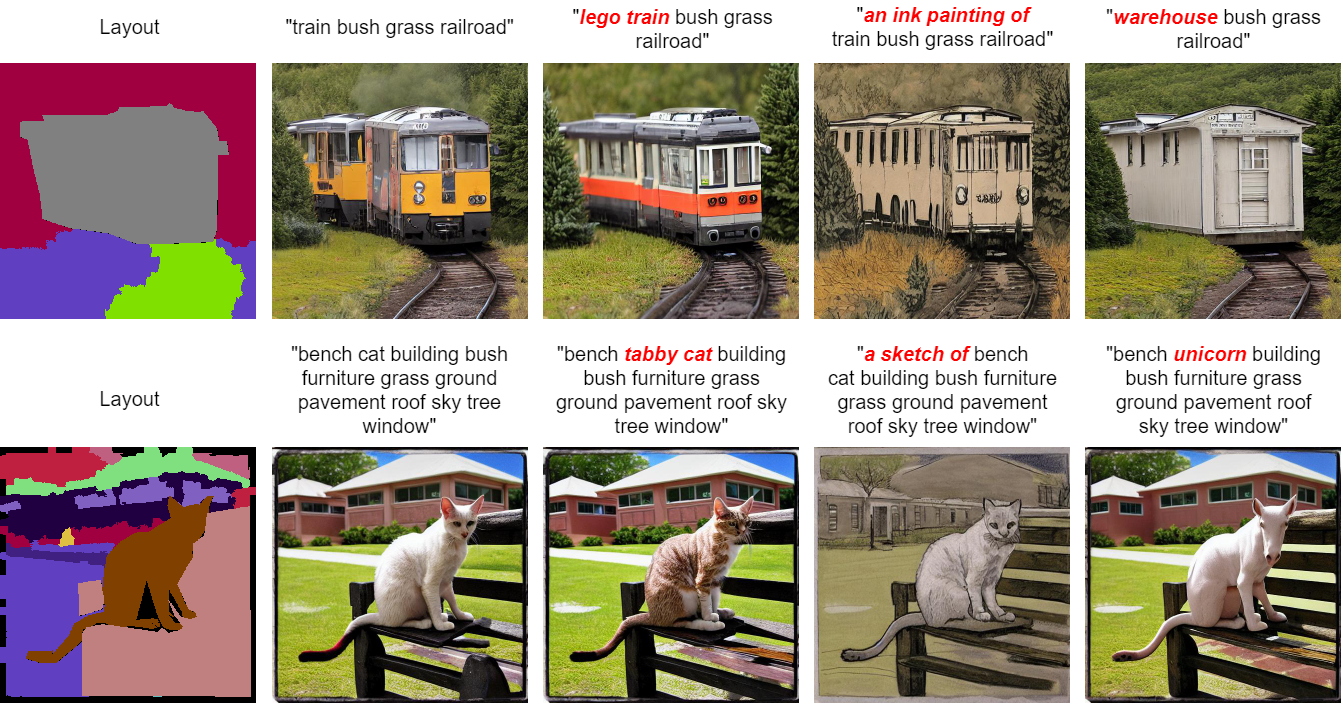 Layout
"train bush grass railroad"
"lego train bush grass
railroad"
"an ink painting of
train bush grass railroad"
"warehouse bush grass
railroad"
Layout
"bench cat building bush
furniture grass ground
pavement roof sky tree
window"
"bench tabby cat building
bush furniture grass
ground pavement roof sky
tree window"
"a sketch of bench
cat building bush furniture
grass ground pavement
roof sky tree window"
"bench unicorn building
bush furniture grass
ground pavement roof
sky tree window"